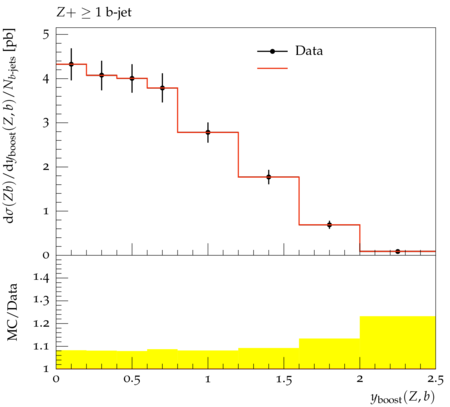 Z+ ≥ 1 b-jet
dσ(Zb)/dy_boost(Z, b)/N_b-jets [pb]
5
4
3
2
1
0
Data
MC/Data
1.4
1.3
1.2
1.1
1
0 0.5 1 1.5 2 2.5
y_boost(Z, b)